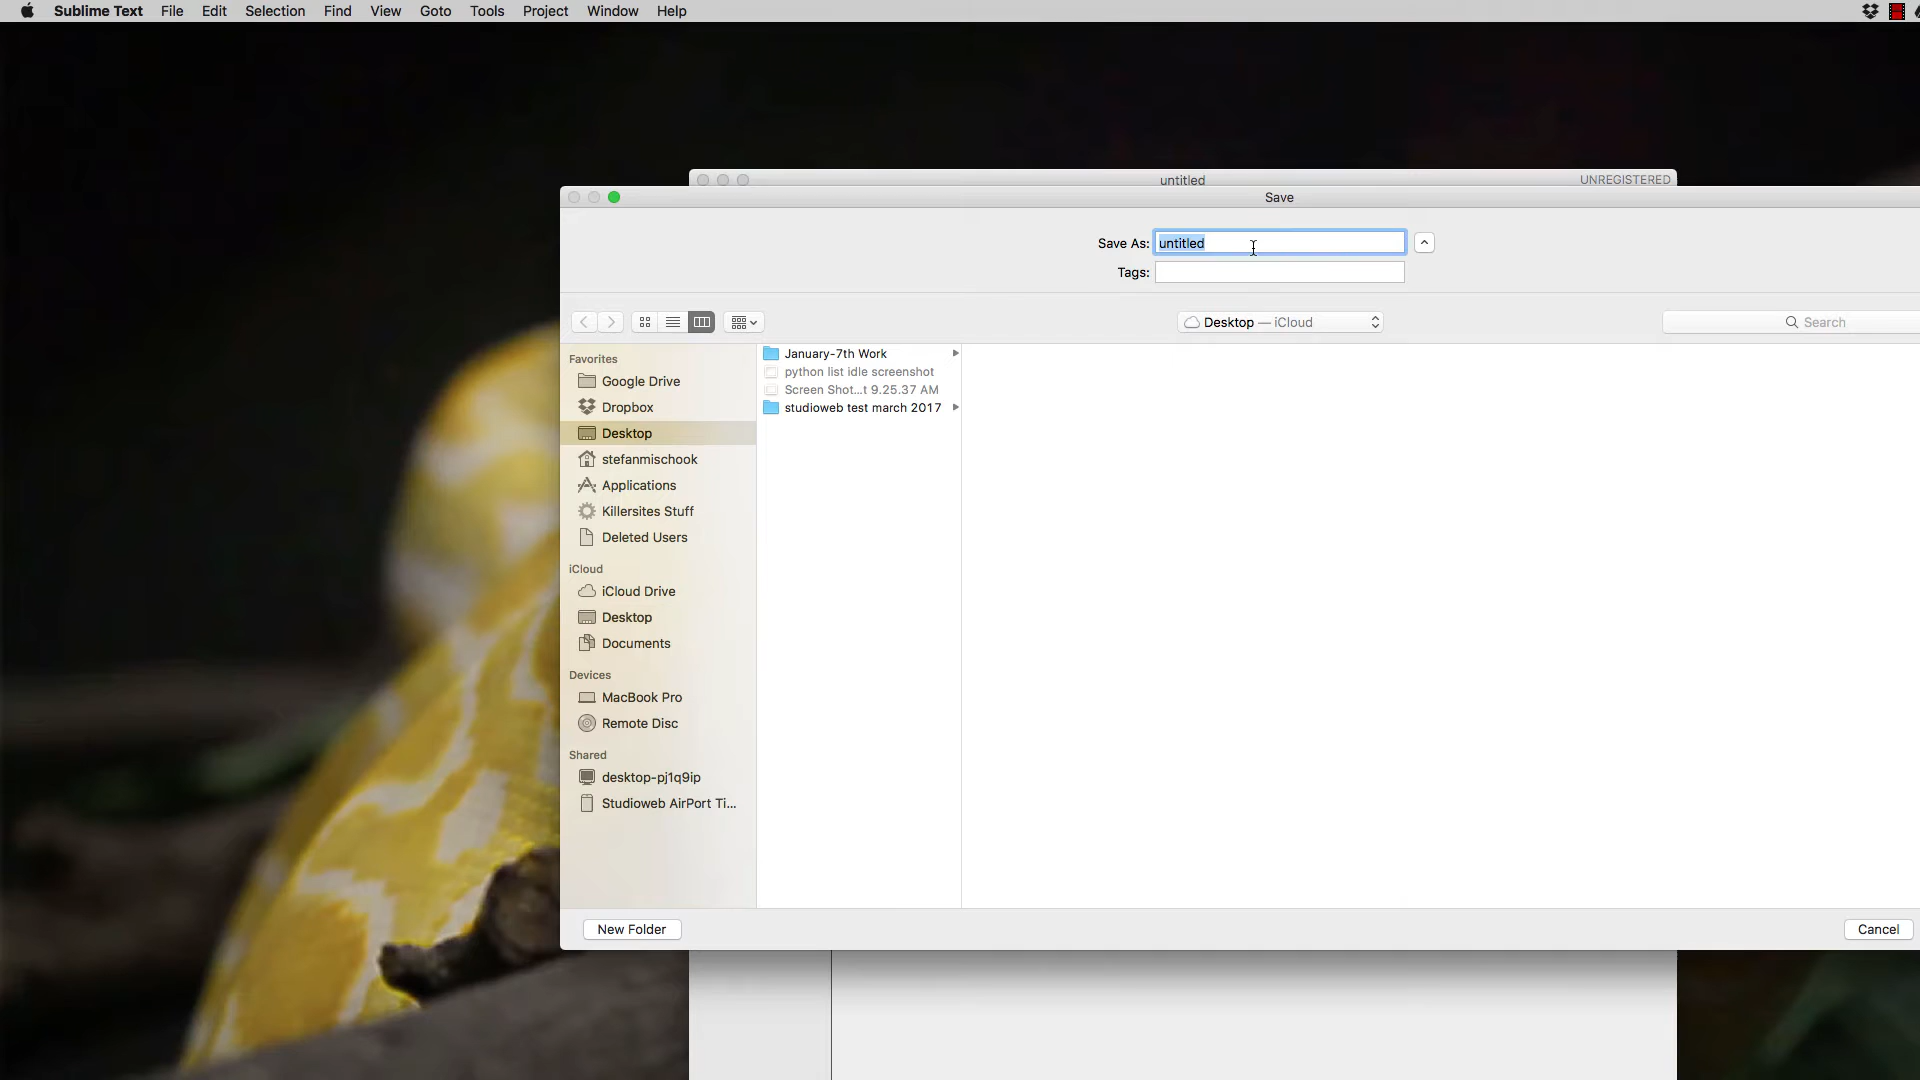 Sublime Text File Edit Selection Find View Goto Tools Project Window Help
untitled UNREGISTERED
Save
Save As: untitled
Tags:
Desktop — iCloud
Search
Favorites
Google Drive
Dropbox
Desktop
stefanmischook
Applications
Killersites Stuff
Deleted Users
iCloud
iCloud Drive
Desktop
Documents
Devices
MacBook Pro
Remote Disc
Shared
desktop-pj1q9ip
Studioweb AirPort Ti...
January-7th Work
python list idle screenshot
Screen Shot...t 9.25.37 AM
studioweb test march 2017
New Folder
Cancel